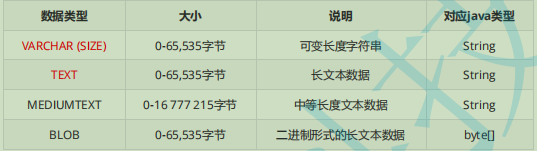 数据类型 大小 说明 对应java类型
VARCHAR (SIZE) 0-65,535字节 可变长度字符串 String
TEXT 0-65,535字节 长文本数据 String
MEDIUMTEXT 0-16 777 215字节 中等长度文本数据 String
BLOB 0-65,535字节 二进制形式的长文本数据 byte[]